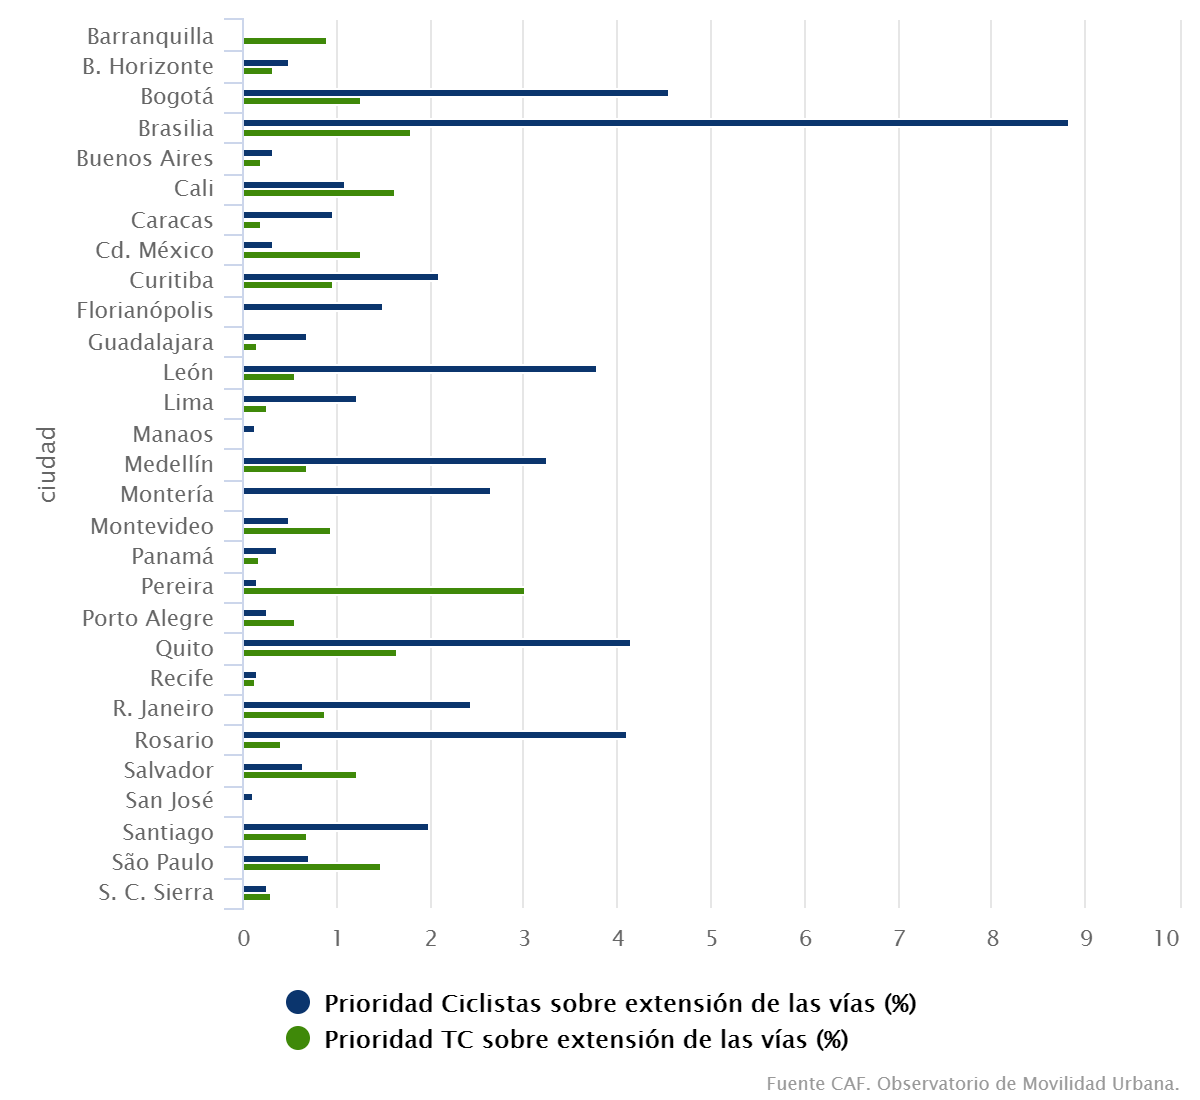 Barranquilla
B. Horizonte
Bogotá
Brasilia
Buenos Aires
Cali
Caracas
Cd. México
Curitiba
Florianópolis
Guadalajara
León
Lima
Manaos
Medellín
Montería
Montevideo
Panamá
Pereira
Porto Alegre
Quito
Recife
R. Janeiro
Rosario
Salvador
San José
Santiago
São Paulo
S. C. Sierra
ciudad
0 1 2 3 4 5 6 7 8 9 10
Prioridad Ciclistas sobre extensión de las vías (%)
Prioridad TC sobre extensión de las vías (%)
Fuente CAF. Observatorio de Movilidad Urbana.